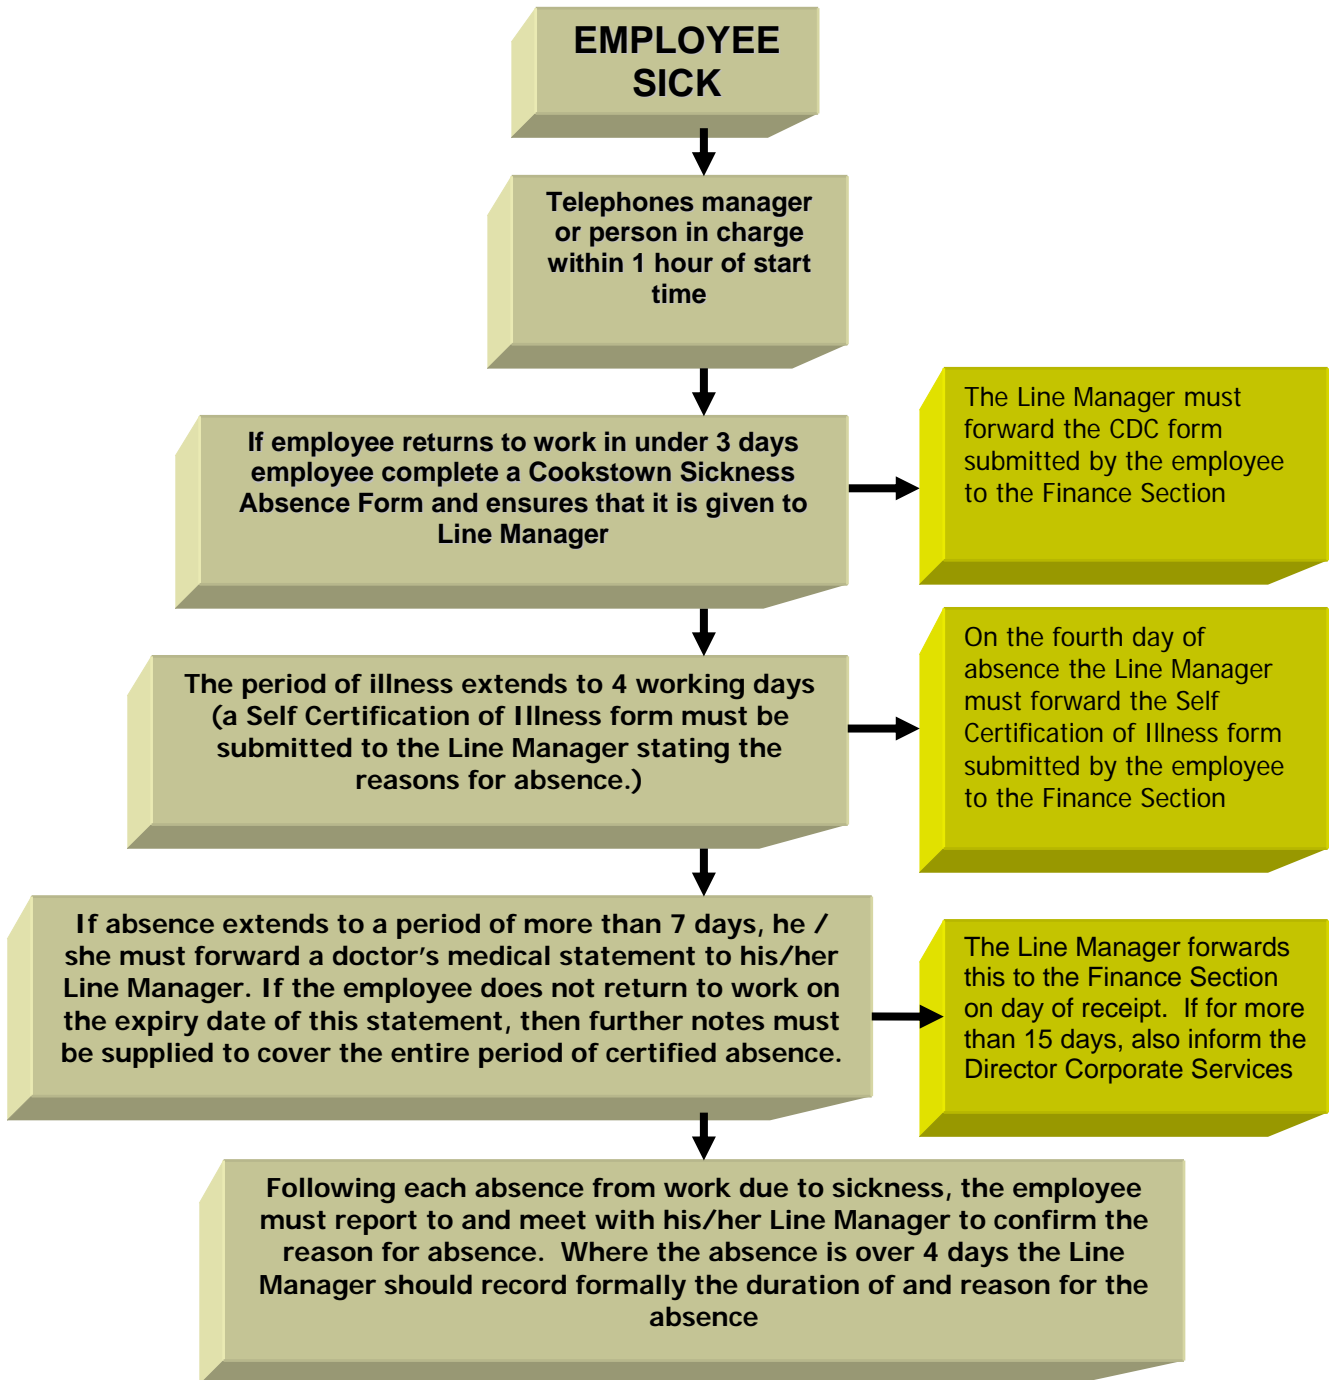 EMPLOYEE
SICK
Telephones manager
or person in charge
within 1 hour of start
time
If employee returns to work in under 3 days
employee complete a Cookstown Sickness
Absence Form and ensures that it is given to
Line Manager
The Line Manager must
forward the CDC form
submitted by the employee
to the Finance Section
The period of illness extends to 4 working days
(a Self Certification of Illness form must be
submitted to the Line Manager stating the
reasons for absence.)
On the fourth day of
absence the Line Manager
must forward the Self
Certification of Illness form
submitted by the employee
to the Finance Section
If absence extends to a period of more than 7 days, he /
she must forward a doctor’s medical statement to his/her
Line Manager. If the employee does not return to work on
the expiry date of this statement, then further notes must
be supplied to cover the entire period of certified absence.
The Line Manager forwards
this to the Finance Section
on day of receipt.  If for more
than 15 days, also inform the
Director Corporate Services
Following each absence from work due to sickness, the employee
must report to and meet with his/her Line Manager to confirm the
reason for absence.  Where the absence is over 4 days the Line
Manager should record formally the duration of and reason for the
absence